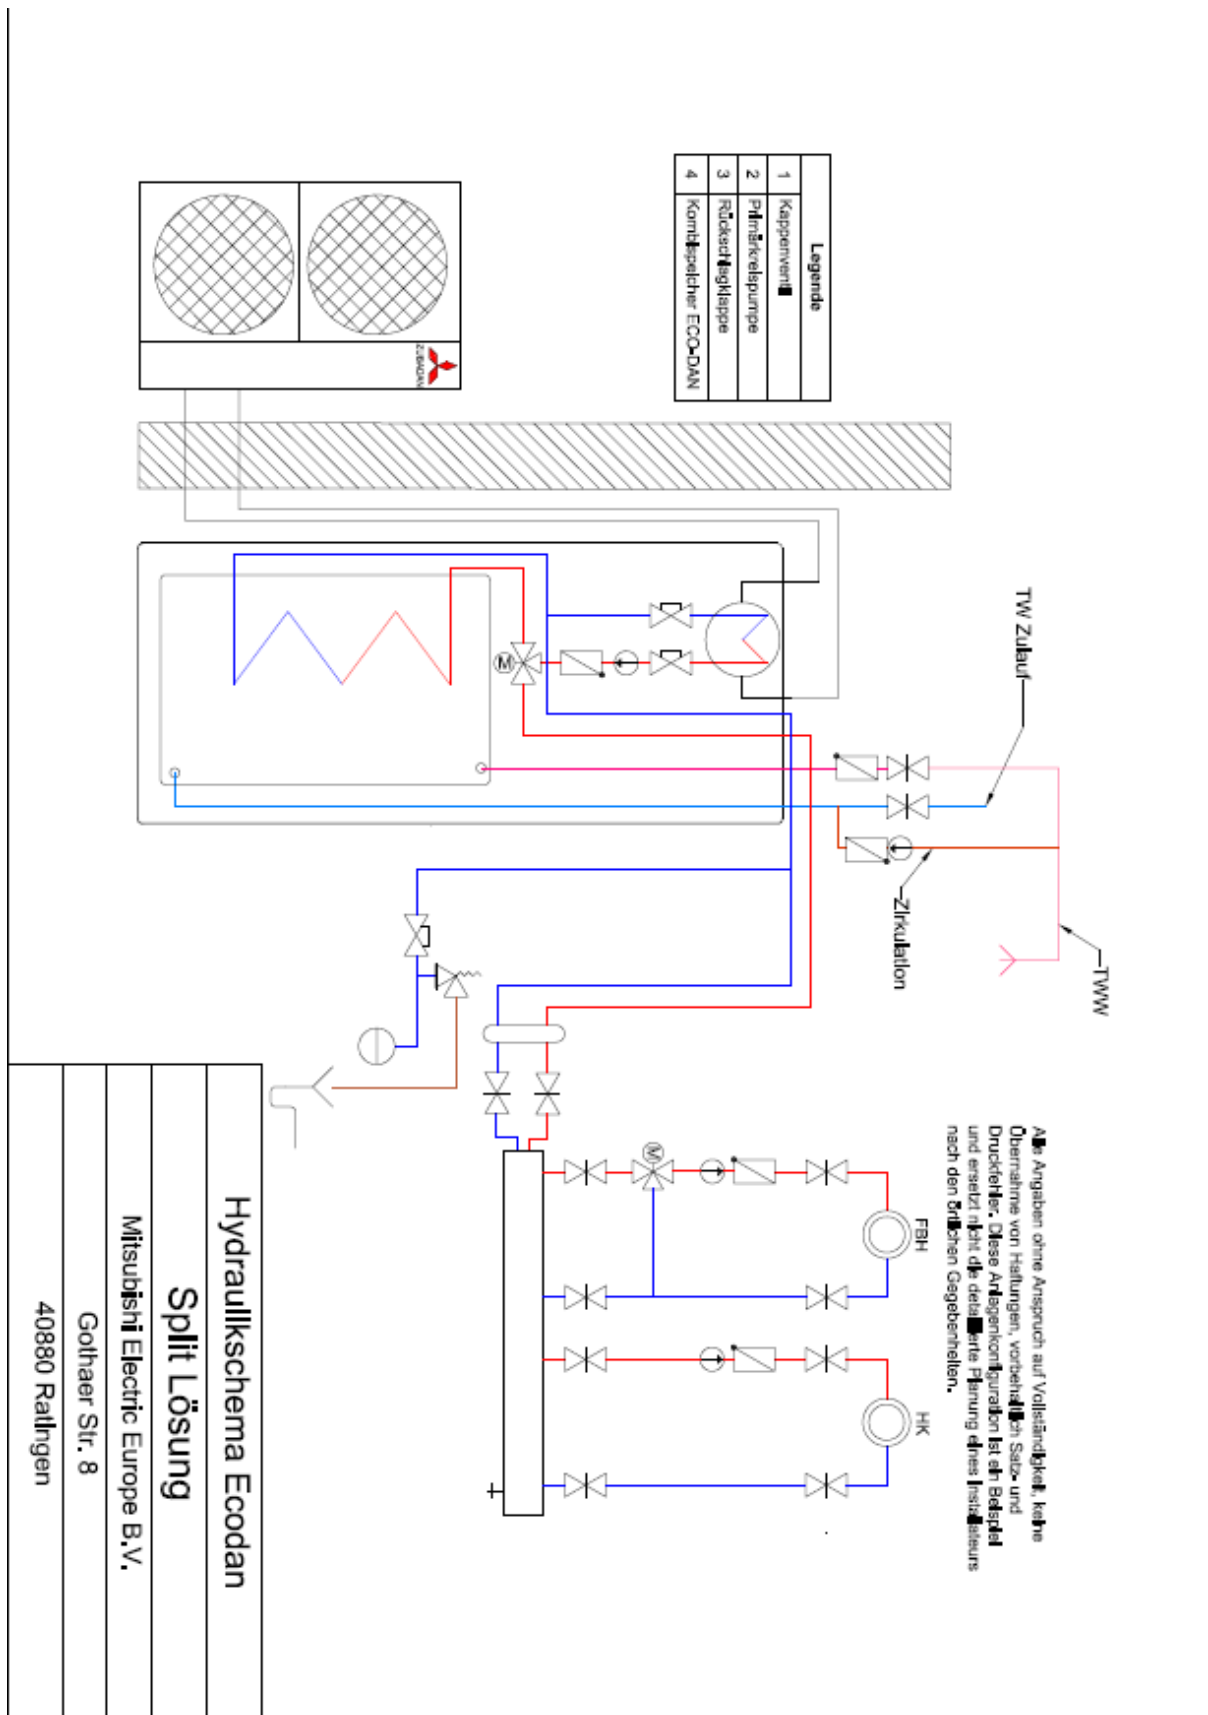 Legende
1 Kappenventil
2 Primärkreispumpe
3 Rückschlagklappe
4 Kombispeicher ECO-DAN
ZUBADAN
TW Zulauf
Zirkulation
TWW
M
M
FBH
HK
Alle Angaben ohne Anspruch auf Vollständigkeit, keine
Übernahme von Haftungen, vorbehaltlich Satz- und
Druckfehler. Diese Anlagenkonfiguration ist ein Beispiel
und ersetzt nicht die detaillierte Planung eines Installateurs
nach den örtlichen Gegebenheiten.
Hydraulikschema Ecodan
Split Lösung
Mitsubishi Electric Europe B.V.
Gothaer Str. 8
40880 Ratingen